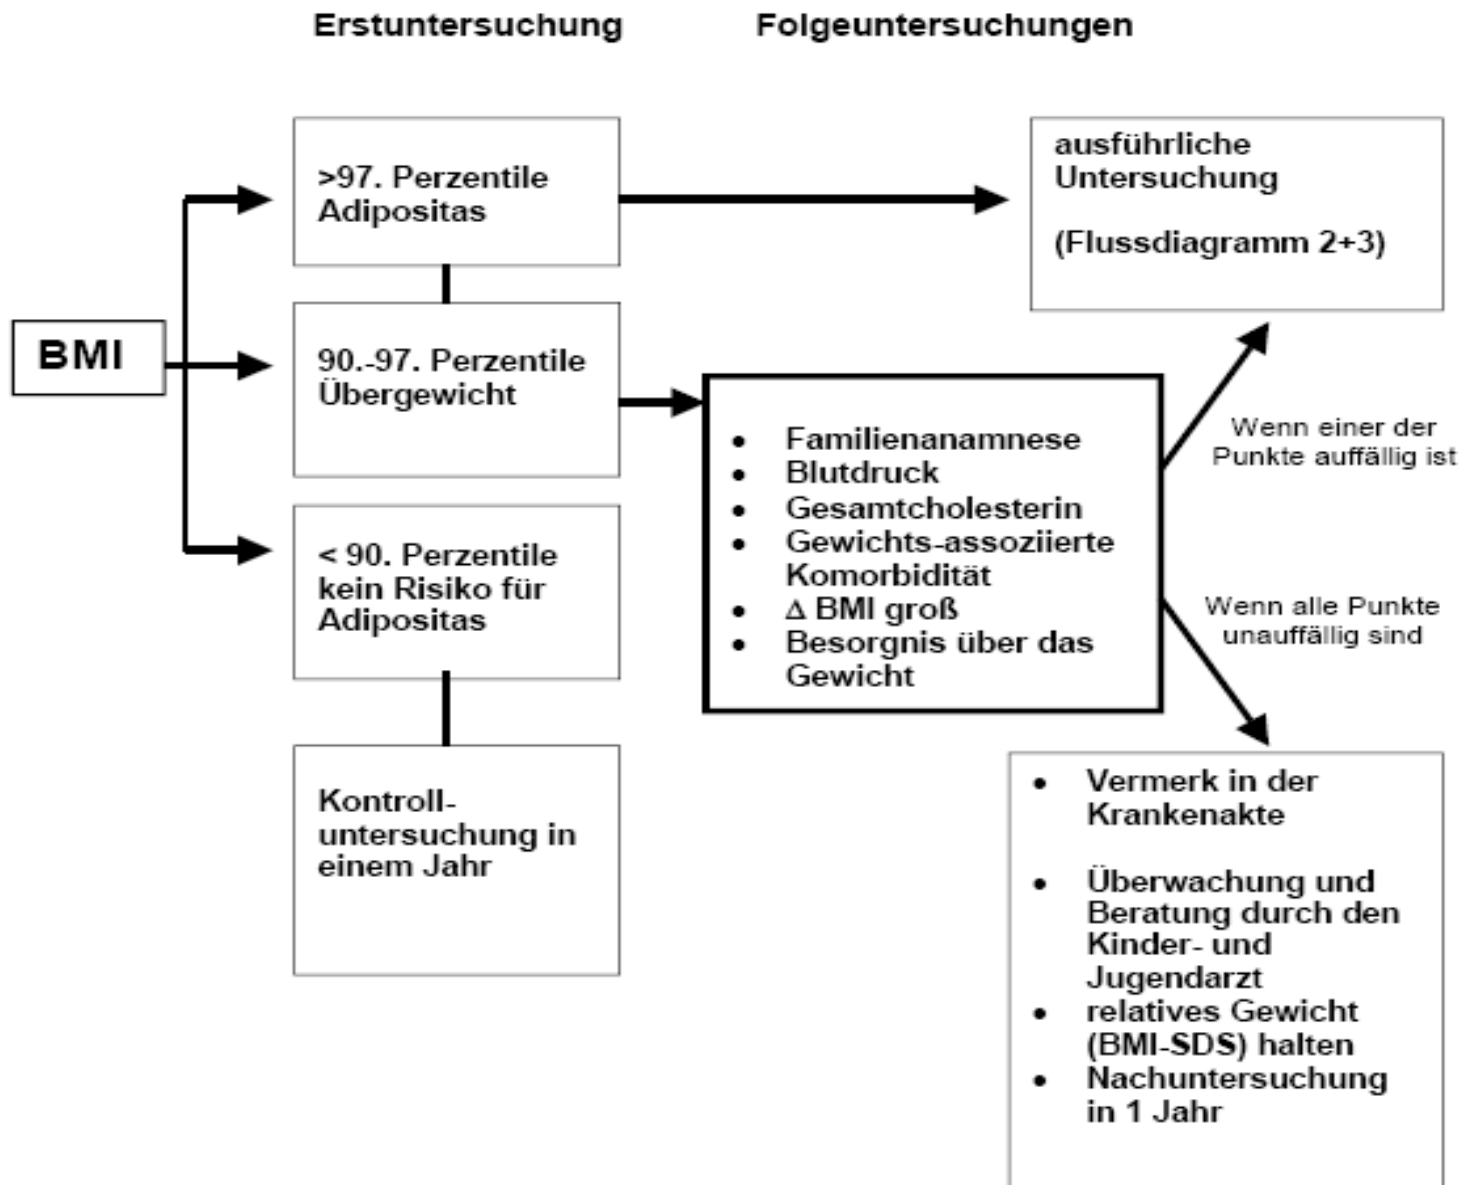 Erstuntersuchung
Folgeuntersuchungen
BMI
>97. Perzentile
Adipositas
90.-97. Perzentile
Übergewicht
< 90. Perzentile
kein Risiko für
Adipositas
Kontroll-
untersuchung in
einem Jahr
• Familienanamnese
• Blutdruck
• Gesamtcholesterin
• Gewichts-assoziierte
Komorbidität
• Δ BMI groß
• Besorgnis über das
Gewicht
ausführliche
Untersuchung
(Flussdiagramm 2+3)
Wenn einer der
Punkte auffällig ist
Wenn alle Punkte
unauffällig sind
• Vermerk in der
Krankenakte
• Überwachung und
Beratung durch den
Kinder- und
Jugendarzt
• relatives Gewicht
(BMI-SDS) halten
• Nachuntersuchung
in 1 Jahr